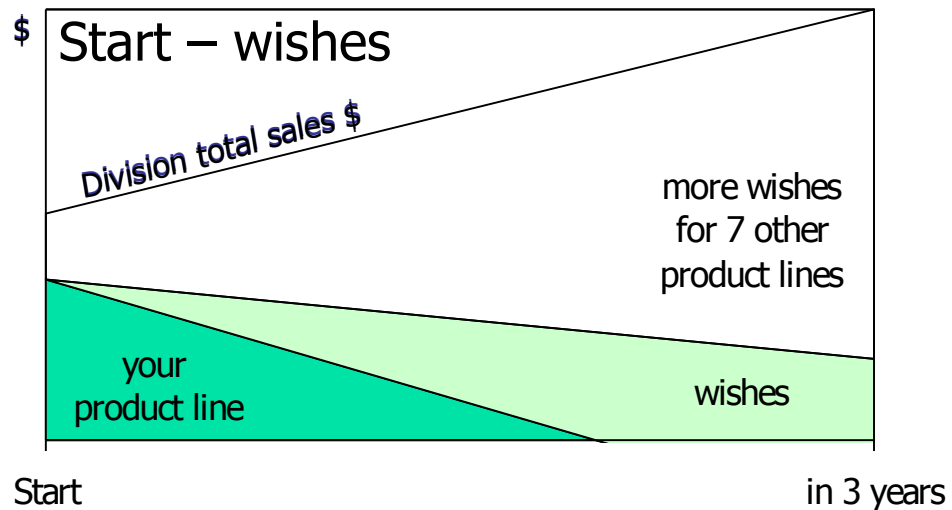 $
Start – wishes
Division total sales $
more wishes
for 7 other
product lines
your
product line
wishes
Start
in 3 years